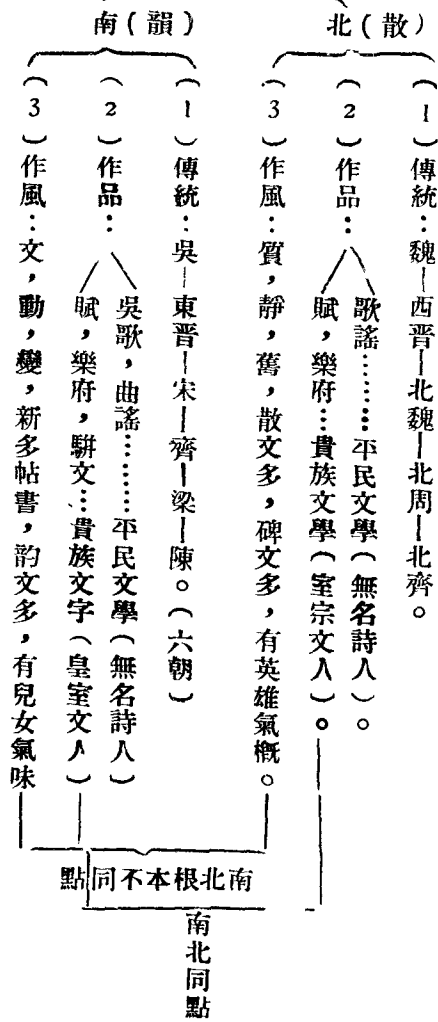 北(散)
(1)傳統:魏—西晋—北魏—北周—北齊。
(2)作品:
歌謠………平民文學(無名詩人)。
賦,樂府…貴族文學(室宗文人)。
(3)作風:質,靜,舊,散文多,碑文多,有英雄氣概。
南(韻)
(1)傳統:吳—東晋—宋—齊—梁—陳。(六朝)
(2)作品:
吳歌,曲謠……平民文學(無名詩人)
賦,樂府,駢文…貴族文字(皇室文人)
(3)作風:文,動,變,新多帖書,韵文多,有兒女氣味
南北根本不同點
南北同點